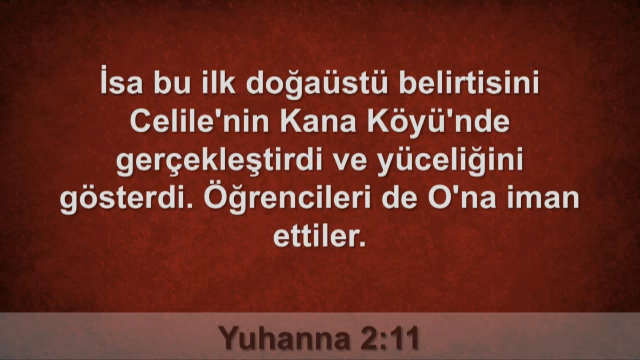 İsa bu ilk doğaüstü belirtisini
Celile'nin Kana Köyü'nde
gerçekleştirdi ve yüceliğini
gösterdi. Öğrencileri de O'na iman
ettiler.
Yuhanna 2:11